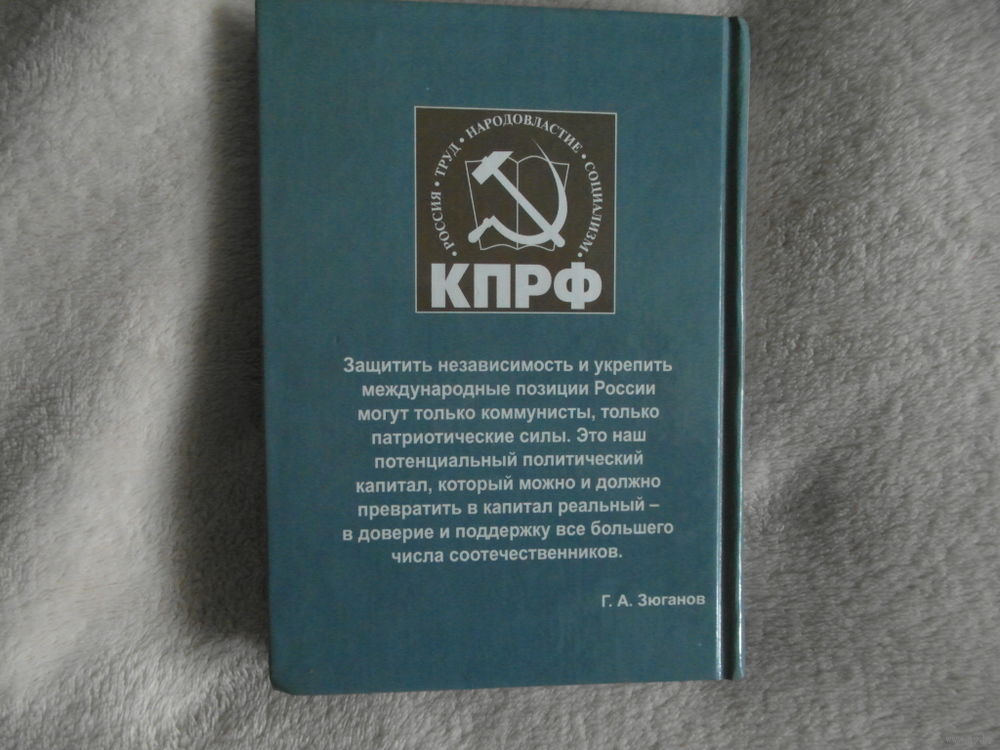 • РОССИЯ • ТРУД • НАРОДОВЛАСТИЕ • СОЦИАЛИЗМ •
КПРФ
Защитить независимость и укрепить
международные позиции России
могут только коммунисты, только
патриотические силы. Это наш
потенциальный политический
капитал, который можно и должно
превратить в капитал реальный –
в доверие и поддержку все большего
числа соотечественников.
Г. А. Зюганов